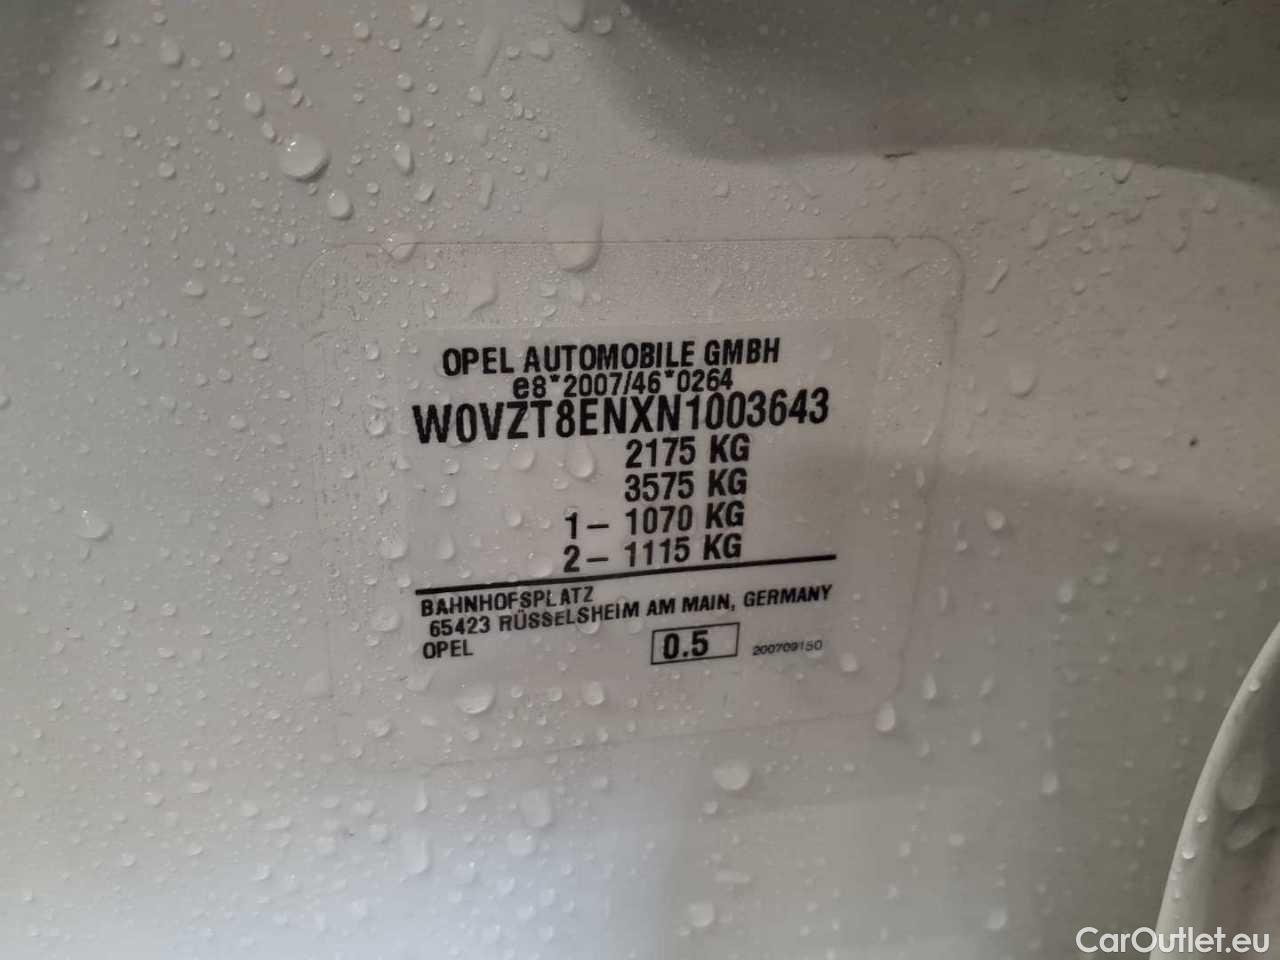 OPEL AUTOMOBILE GMBH
e8*2007/46*0264
W0VZT8ENXN1003643
2175 KG
3575 KG
1– 1070 KG
2– 1115 KG
BAHNHOFSPLATZ
65423 RÜSSELSHEIM AM MAIN, GERMANY
OPEL 0.5 200709150
CarOutlet.eu